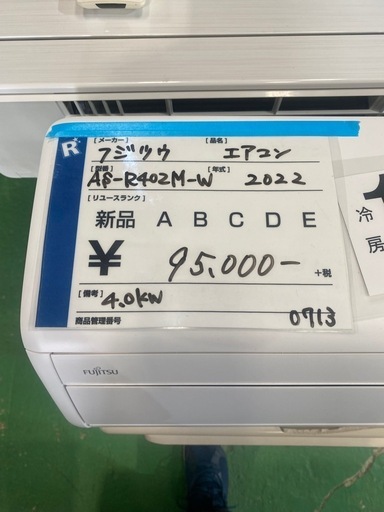 R
[メーカー] フジツウ [品名] エアコン
[型番] AS-R402M-W [年式] 2022
[リユースランク]
新品 A B C D E
¥ 95,000- +税
[備考] 4.0kW
商品管理番号 0713
冷
房
FUJITSU